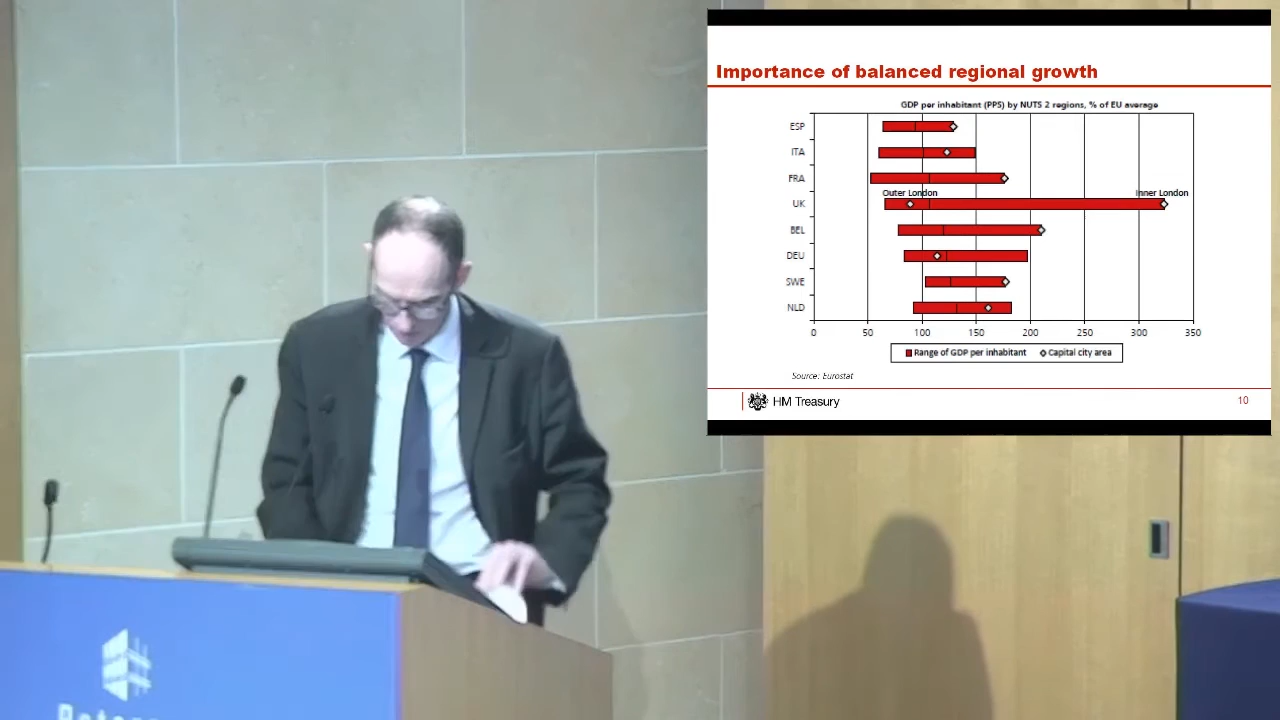 Importance of balanced regional growth
GDP per inhabitant (PPS) by NUTS 2 regions, % of EU average
ESP
ITA
FRA
Outer London Inner London
UK
BEL
DEU
SWE
NLD
0 50 100 150 200 250 300 350
Range of GDP per inhabitant Capital city area
Source: Eurostat
HM Treasury 10